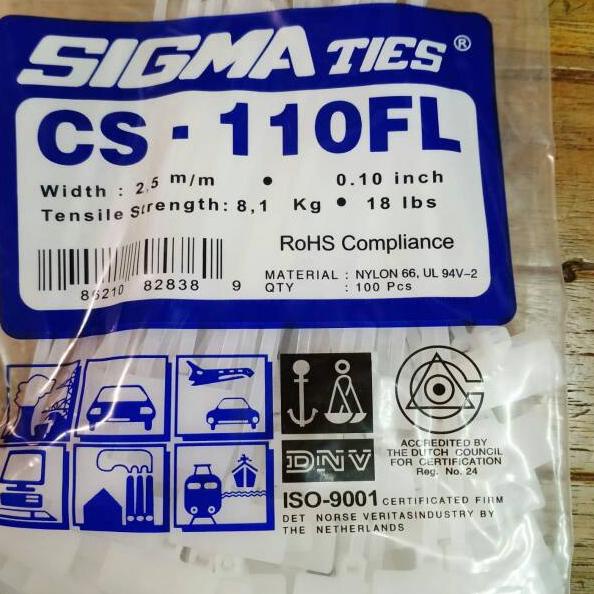 SIGMA TIES ®
CS - 110FL
Width : 2,5 m/m • 0.10 inch
Tensile Strength: 8,1 Kg • 18 lbs
RoHS Compliance
MATERIAL : NYLON 66, UL 94V-2
QTY : 100 Pcs
86210 82838 9
DNV
ACCREDITED BY
THE DUTCH COUNCIL
FOR CERTIFICATION
Reg. No. 24
ISO-9001 CERTIFICATED FIRM
DET NORSE VERITASINDUSTRY BY
THE NETHERLANDS